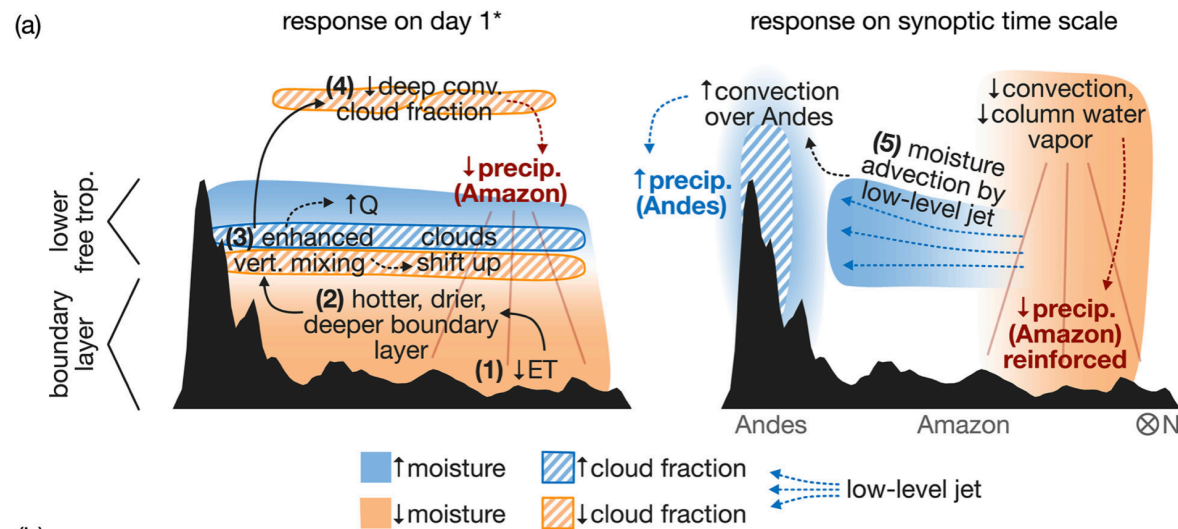 (a)
response on day 1*
response on synoptic time scale
(4) ↓deep conv.
cloud fraction
↓precip.
(Amazon)
↑Q
(3) enhanced clouds
vert. mixing shift up
(2) hotter, drier,
deeper boundary
layer
(1) ↓ET
lower
free trop.
boundary
layer
↑convection
over Andes
↑precip.
(Andes)
(5) moisture
advection by
low-level jet
↓convection,
↓column water
vapor
↓precip.
(Amazon)
reinforced
Andes
Amazon
⊗N
↑moisture
↑cloud fraction
low-level jet
↓moisture
↓cloud fraction